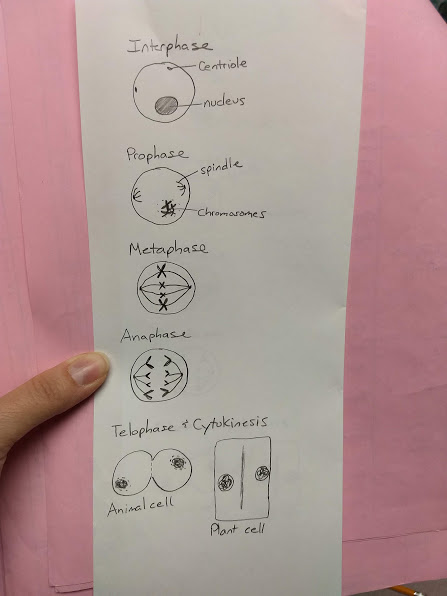 Interphase
Centriole
nucleus
Prophase
spindle
Chromosomes
Metaphase
Anaphase
Telophase & Cytokinesis
Animal cell
Plant cell